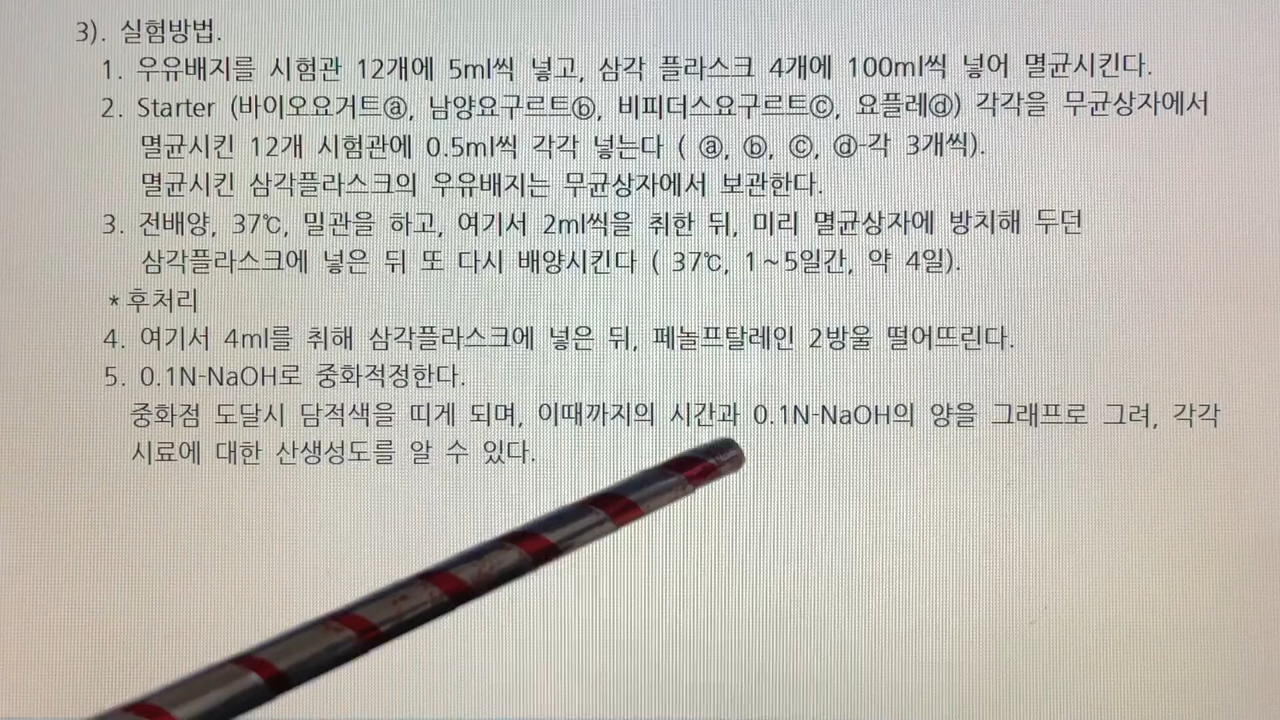 3). 실험방법.
1. 우유배지를 시험관 12개에 5ml씩 넣고, 삼각 플라스크 4개에 100ml씩 넣어 멸균시킨다.
2. Starter (바이오요거트ⓐ, 남양요구르트ⓑ, 비피더스요구르트ⓒ, 요플레ⓓ) 각각을 무균상자에서
멸균시킨 12개 시험관에 0.5ml씩 각각 넣는다 ( ⓐ, ⓑ, ⓒ, ⓓ-각 3개씩).
멸균시킨 삼각플라스크의 우유배지는 무균상자에서 보관한다.
3. 전배양, 37℃, 밀관을 하고, 여기서 2ml씩을 취한 뒤, 미리 멸균상자에 방치해 두던
삼각플라스크에 넣은 뒤 또 다시 배양시킨다 ( 37℃, 1~5일간, 약 4일).
*후처리
4. 여기서 4ml를 취해 삼각플라스크에 넣은 뒤, 페놀프탈레인 2방울 떨어뜨린다.
5. 0.1N-NaOH로 중화적정한다.
중화점 도달시 담적색을 띠게 되며, 이때까지의 시간과 0.1N-NaOH의 양을 그래프로 그려, 각각
시료에 대한 산생성도를 알 수 있다.